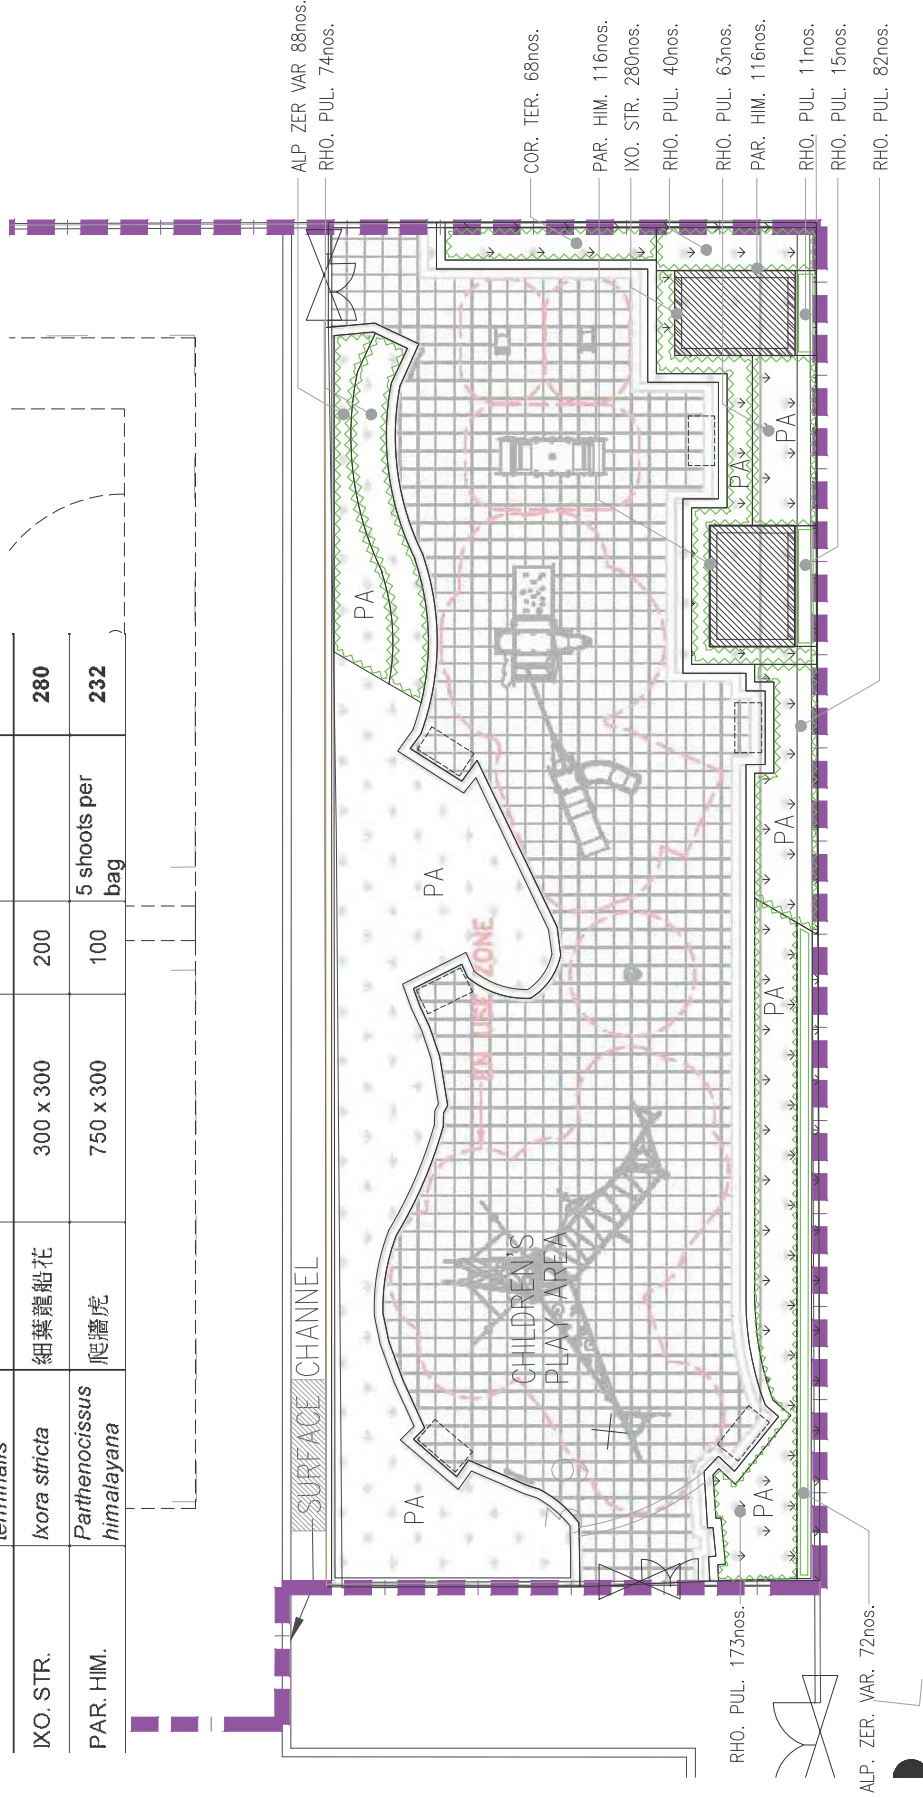 terminalis
IXO. STR. Ixora stricta 細葉龍船花 300 x 300 200 280
PAR. HIM. Parthenocissus himalayana 爬牆虎 750 x 300 100 5 shoots per bag 232
SURFACE CHANNEL
ALP ZER VAR 88nos.
RHO. PUL. 74nos.
COR. TER. 68nos.
PAR. HIM. 116nos.
IXO. STR. 280nos.
RHO. PUL. 40nos.
RHO. PUL. 63nos.
PAR. HIM. 116nos.
RHO. PUL. 11nos.
RHO. PUL. 15nos.
RHO. PUL. 82nos.
PA
PA
PA
PA
PA
PA
PA
PA
IN USE ZONE
CHILDREN'S
PLAY AREA
RHO. PUL. 173nos.
ALP. ZER. VAR. 72nos.